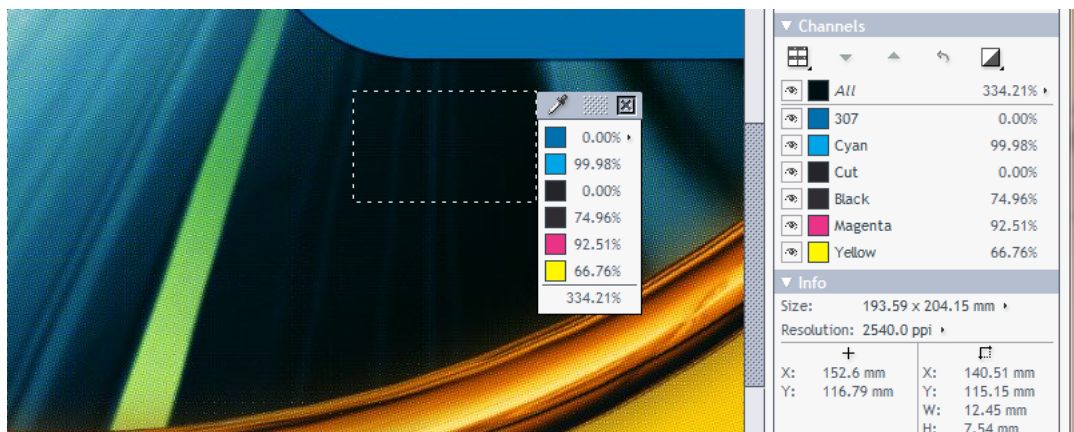 Channels
All 334.21%
307 0.00%
Cyan 99.98%
Cut 0.00%
Black 74.96%
Magenta 92.51%
Yellow 66.76%
Info
Size: 193.59 x 204.15 mm
Resolution: 2540.0 ppi
X: 152.6 mm X: 140.51 mm
Y: 116.79 mm Y: 115.15 mm
W: 12.45 mm
H: 7.54 mm
0.00%
99.98%
0.00%
74.96%
92.51%
66.76%
334.21%